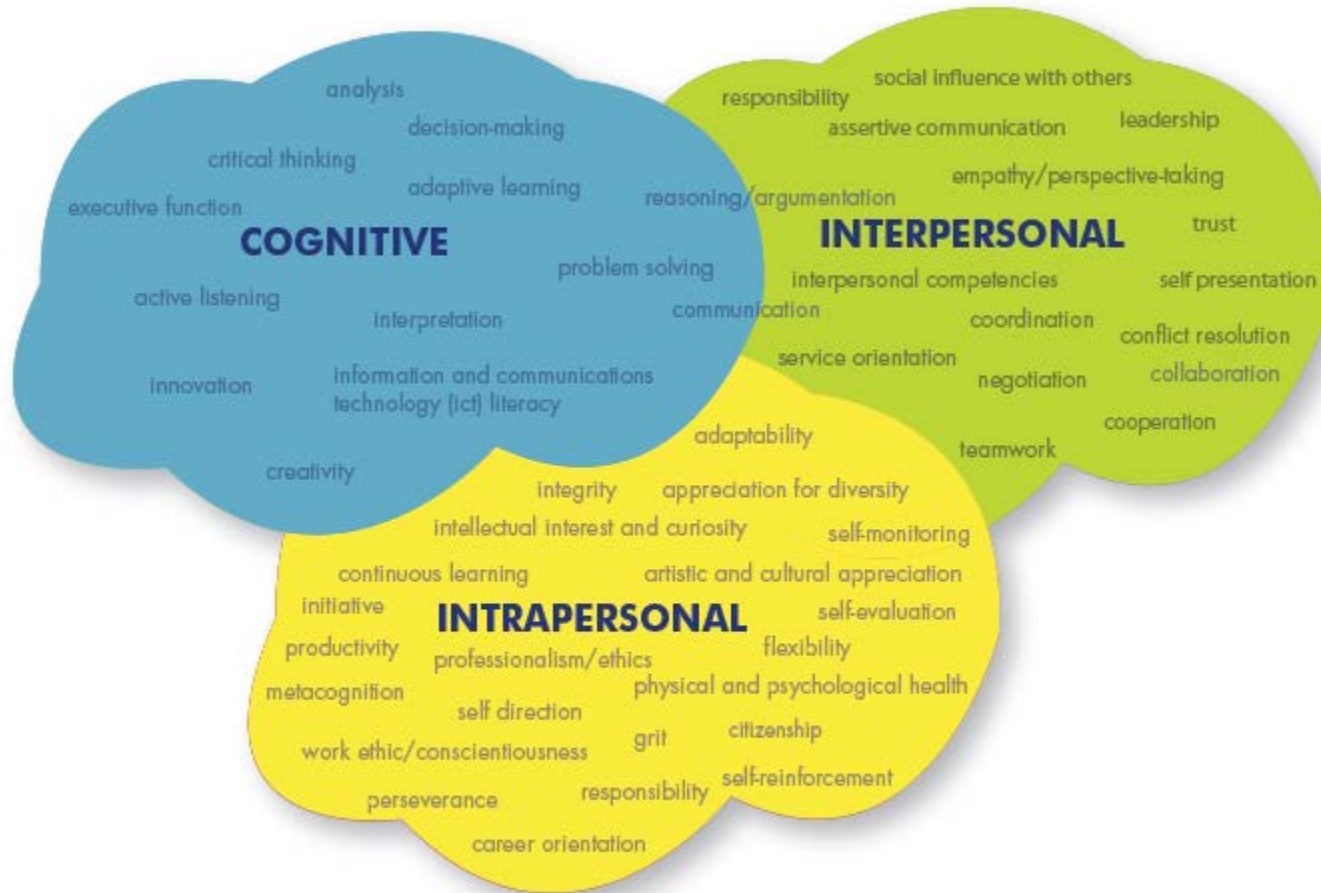 analysis
decision-making
critical thinking
adaptive learning
executive function
COGNITIVE
problem solving
active listening
interpretation
innovation
information and communications
technology (ict) literacy
creativity
reasoning/argumentation
communication
social influence with others
responsibility
assertive communication
leadership
empathy/perspective-taking
trust
INTERPERSONAL
interpersonal competencies
self presentation
coordination
conflict resolution
service orientation
negotiation
collaboration
cooperation
teamwork
adaptability
integrity
appreciation for diversity
intellectual interest and curiosity
self-monitoring
continuous learning
artistic and cultural appreciation
initiative
INTRAPERSONAL
self-evaluation
productivity
professionalism/ethics
flexibility
metacognition
physical and psychological health
self direction
work ethic/conscientiousness
grit
citizenship
perseverance
responsibility
self-reinforcement
career orientation